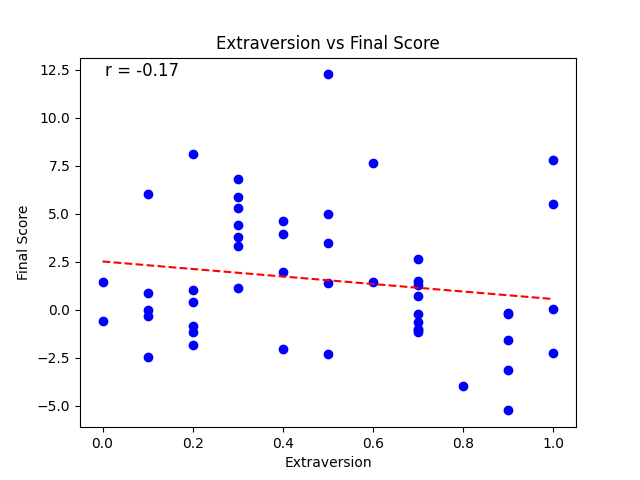 Extraversion vs Final Score
r = -0.17
12.5
10.0
7.5
5.0
2.5
0.0
−2.5
−5.0
Final Score
0.0 0.2 0.4 0.6 0.8 1.0
Extraversion